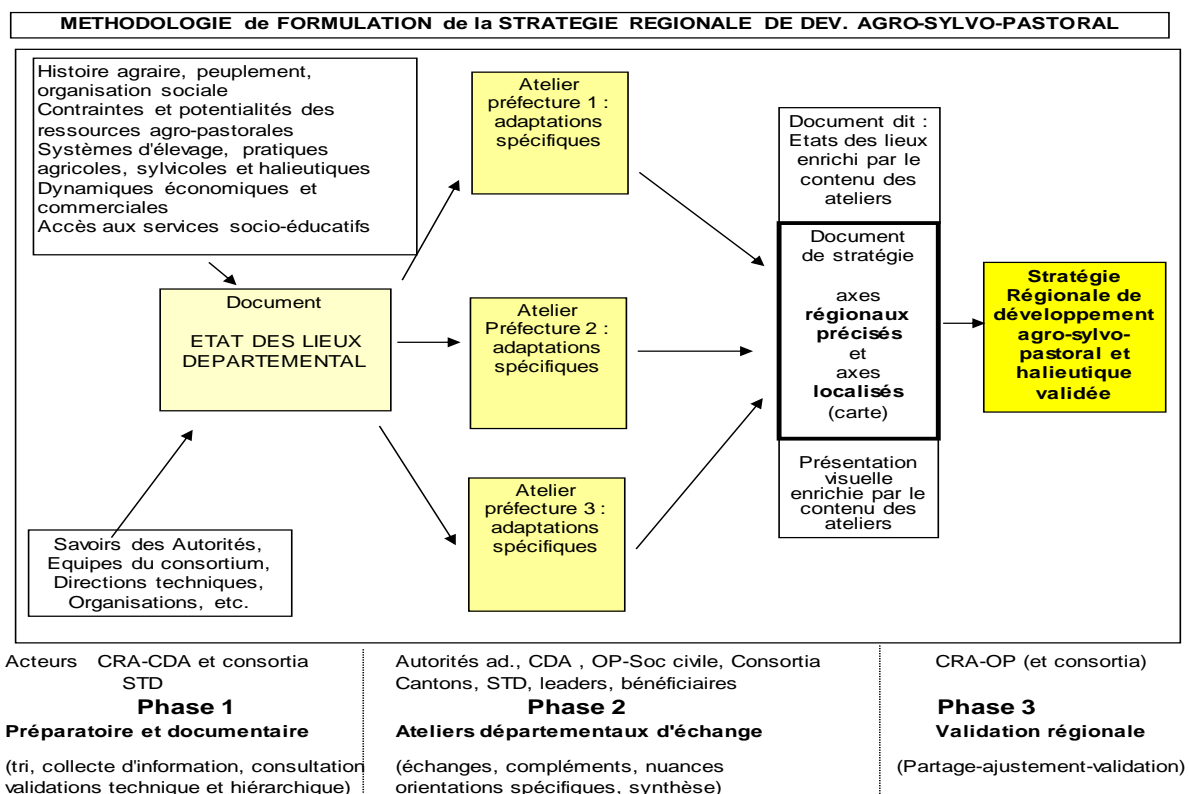 METHODOLOGIE de FORMULATION de la STRATEGIE REGIONALE DE DEV. AGRO-SYLVO-PASTORAL
Histoire agraire, peuplement,
organisation sociale
Contraintes et potentialités des
ressources agro-pastorales
Systèmes d'élevage, pratiques
agricoles, sylvicoles et halieutiques
Dynamiques économiques et
commerciales
Accès aux services socio-éducatifs
Document
ETAT DES LIEUX
DEPARTEMENTAL
Savoirs des Autorités,
Equipes du consortium,
Directions techniques,
Organisations, etc.
Atelier
préfecture 1 :
adaptations
spécifiques
Atelier
Préfecture 2 :
adaptations
spécifiques
Atelier
préfecture 3 :
adaptations
spécifiques
Document dit :
Etats des lieux
enrichi par le
contenu des
ateliers
Document
de stratégie
axes
régionaux
précisés
et
axes
localisés
(carte)
Présentation
visuelle
enrichie par le
contenu des
ateliers
Stratégie
Régionale de
développement
agro-sylvo-
pastoral et
halieutique
validée
Acteurs CRA-CDA et consortia
STD
Phase 1
Préparatoire et documentaire
(tri, collecte d'information, consultation
validations technique et hiérarchique)
Autorités ad., CDA , OP-Soc civile, Consortia
Cantons, STD, leaders, bénéficiaires
Phase 2
Ateliers départementaux d'échange
(échanges, compléments, nuances
orientations spécifiques, synthèse)
CRA-OP (et consortia)
Phase 3
Validation régionale
(Partage-ajustement-validation)